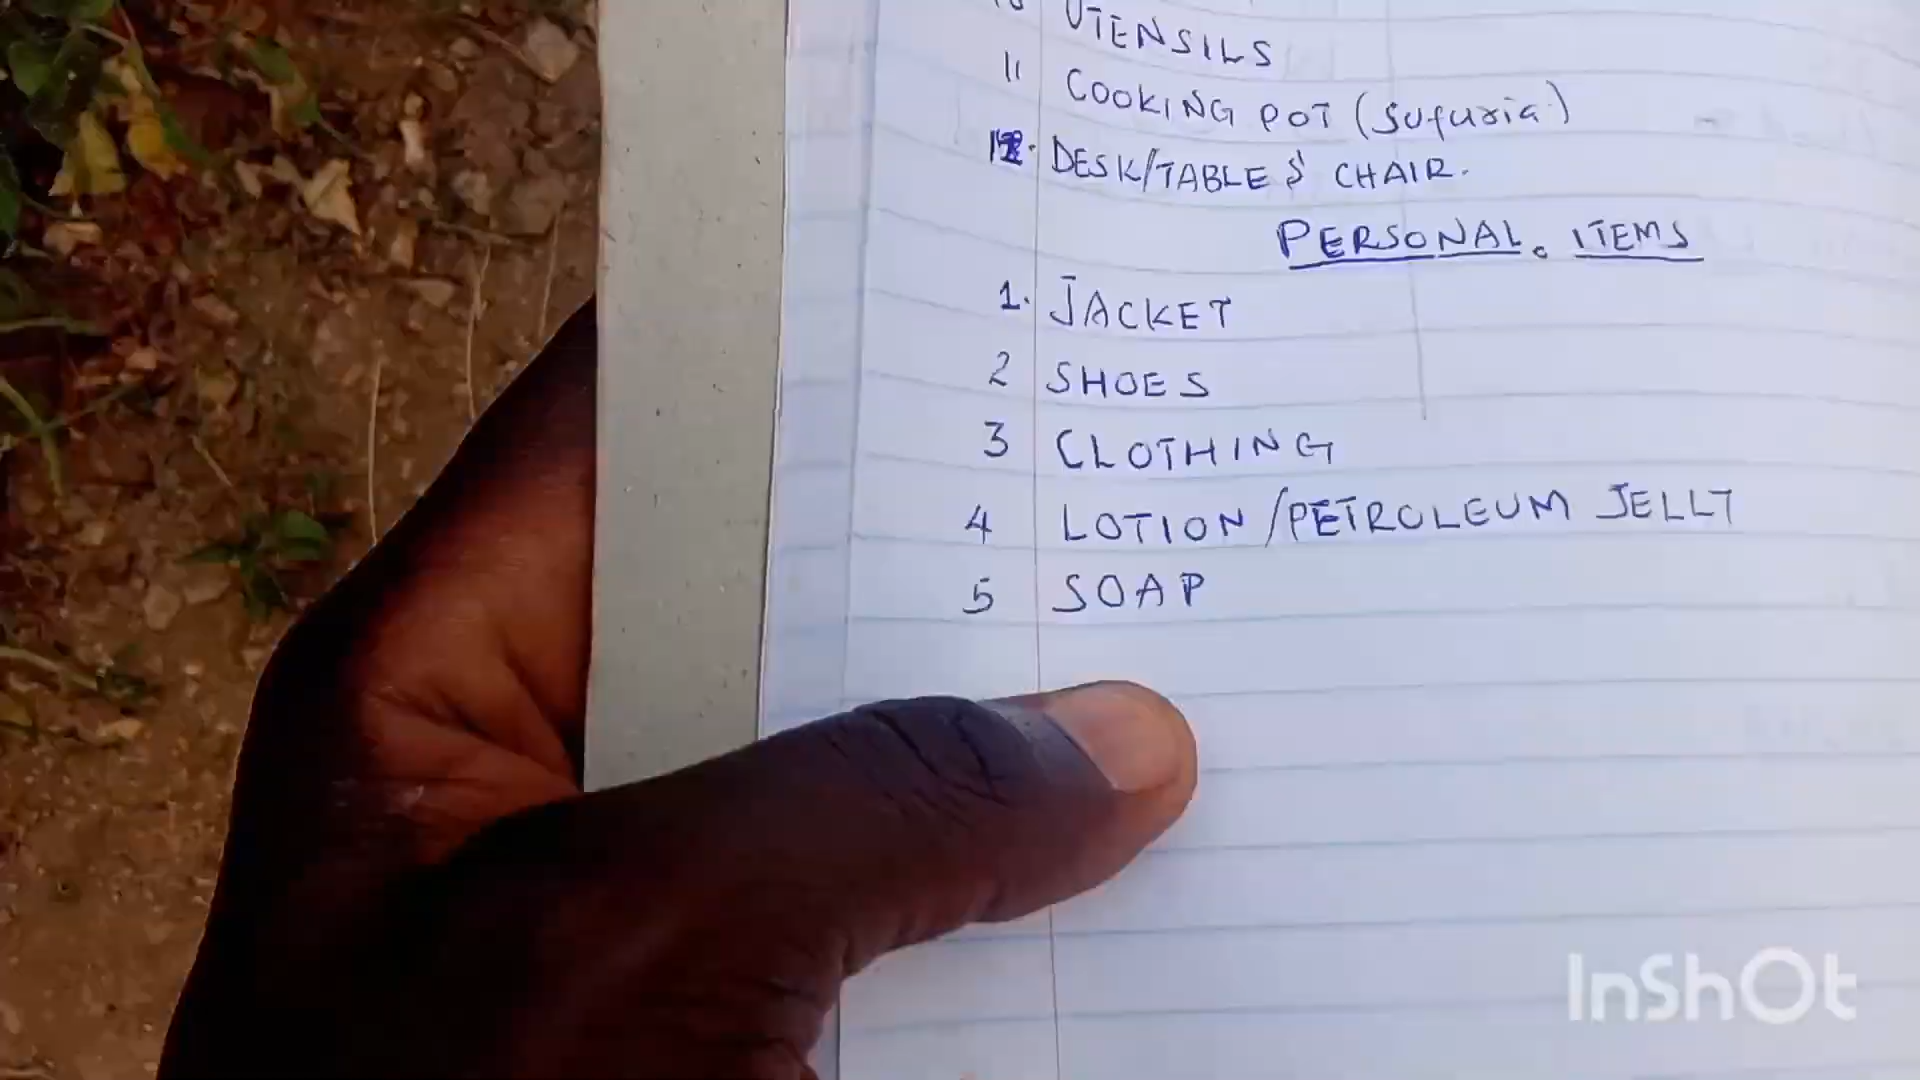 10 UTENSILS
11 COOKING POT (Sufuria)
12. DESK/TABLE & CHAIR.
PERSONAL. ITEMS
1. JACKET
2 SHOES
3 CLOTHING
4 LOTION/PETROLEUM JELLY
5 SOAP
InShOt